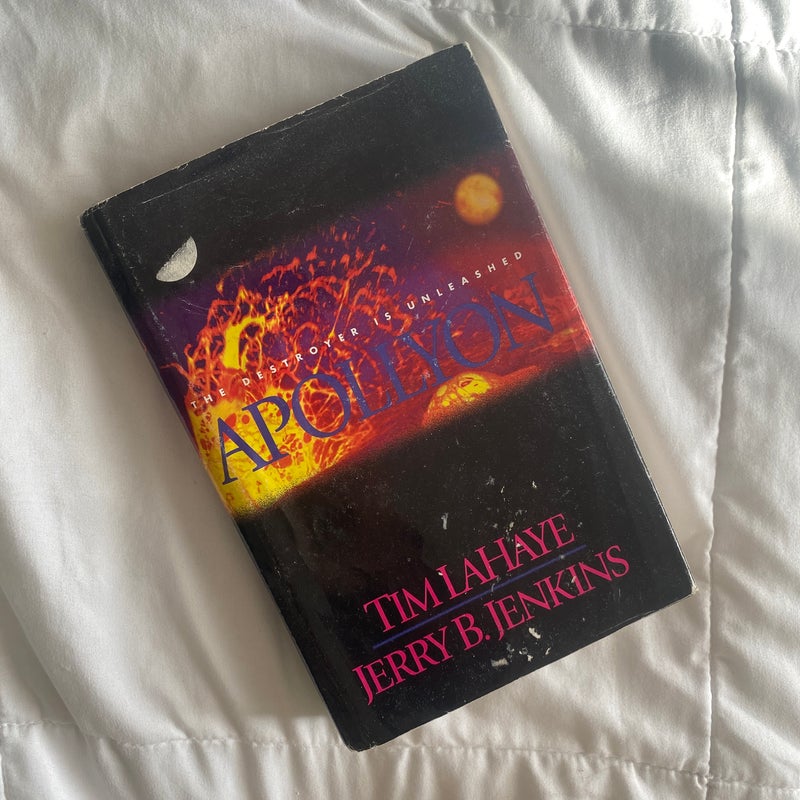 THE DESTROYER IS UNLEASHED
APOLLYON
TIM LAHAYE
JERRY B. JENKINS